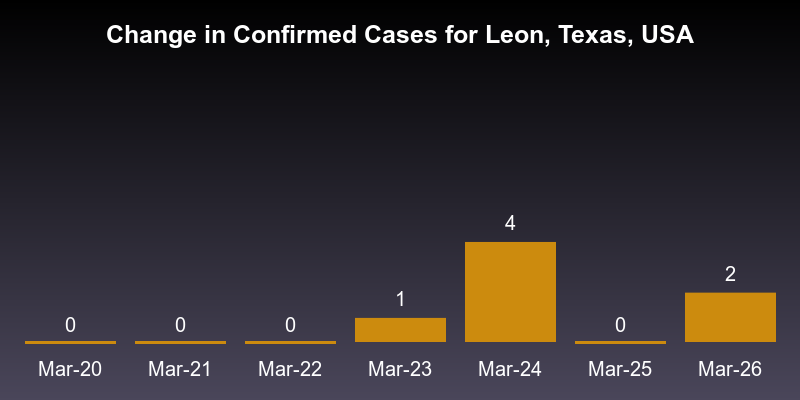 Change in Confirmed Cases for Leon, Texas, USA
4
2
1
0 0 0 0
Mar-20 Mar-21 Mar-22 Mar-23 Mar-24 Mar-25 Mar-26